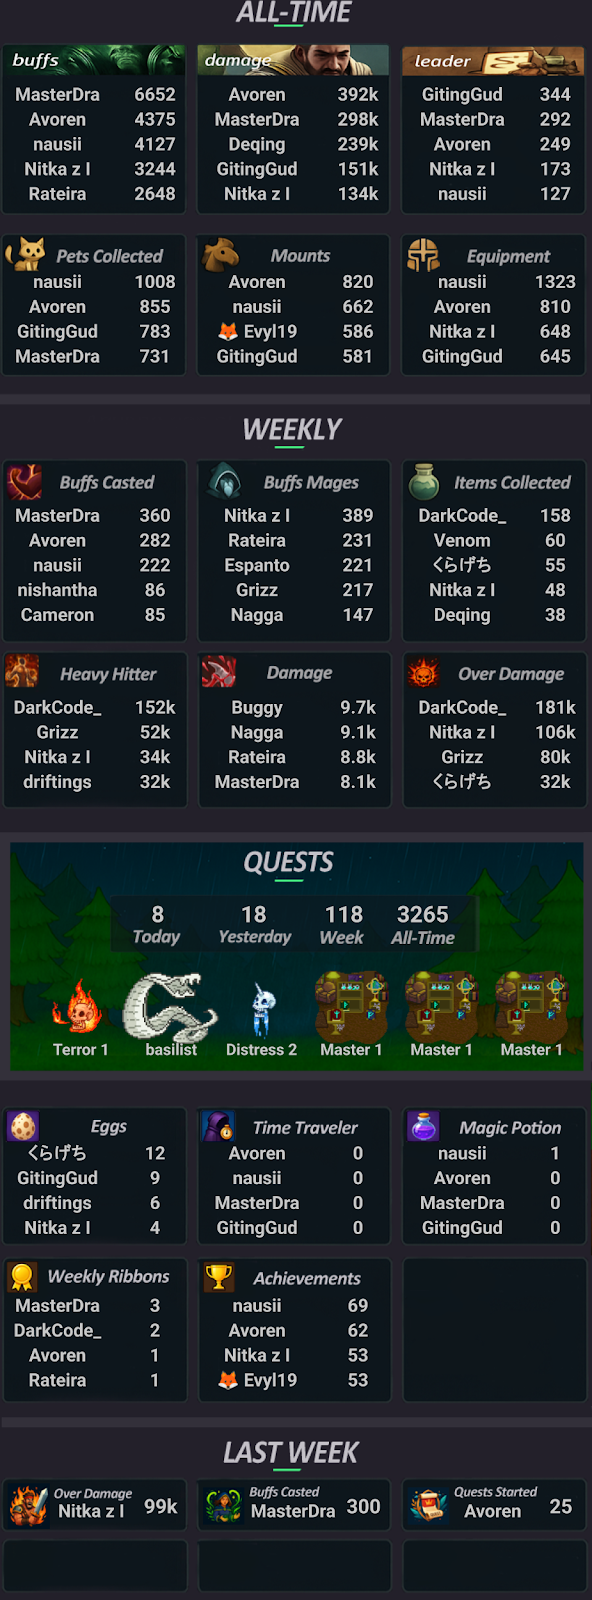 ALL-TIME
buffs
MasterDra 6652
Avoren 4375
nausii 4127
Nitka z I 3244
Rateira 2648
damage
Avoren 392k
MasterDra 298k
Deqing 239k
GitingGud 151k
Nitka z I 134k
leader
GitingGud 344
MasterDra 292
Avoren 249
Nitka z I 173
nausii 127
Pets Collected
nausii 1008
Avoren 855
GitingGud 783
MasterDra 731
Mounts
Avoren 820
nausii 662
🦊 Evyl19 586
GitingGud 581
Equipment
nausii 1323
Avoren 810
Nitka z I 648
GitingGud 645
WEEKLY
Buffs Casted
MasterDra 360
Avoren 282
nausii 222
nishantha 86
Cameron 85
Buffs Mages
Nitka z I 389
Rateira 231
Espanto 221
Grizz 217
Nagga 147
Items Collected
DarkCode_ 158
Venom 60
くらげち 55
Nitka z I 48
Deqing 38
Heavy Hitter
DarkCode_ 152k
Grizz 52k
Nitka z I 34k
driftings 32k
Damage
Buggy 9.7k
Nagga 9.1k
Rateira 8.8k
MasterDra 8.1k
Over Damage
DarkCode_ 181k
Nitka z I 106k
Grizz 80k
くらげち 32k
QUESTS
8 18 118 3265
Today Yesterday Week All-Time
Terror 1 basilist Distress 2 Master 1 Master 1 Master 1
Eggs
くらげち 12
GitingGud 9
driftings 6
Nitka z I 4
Time Traveler
Avoren 0
nausii 0
MasterDra 0
GitingGud 0
Magic Potion
nausii 1
Avoren 0
MasterDra 0
GitingGud 0
Weekly Ribbons
MasterDra 3
DarkCode_ 2
Avoren 1
Rateira 1
Achievements
nausii 69
Avoren 62
Nitka z I 53
🦊 Evyl19 53
LAST WEEK
Over Damage
Nitka z I 99k
Buffs Casted
MasterDra 300
Quests Started
Avoren 25